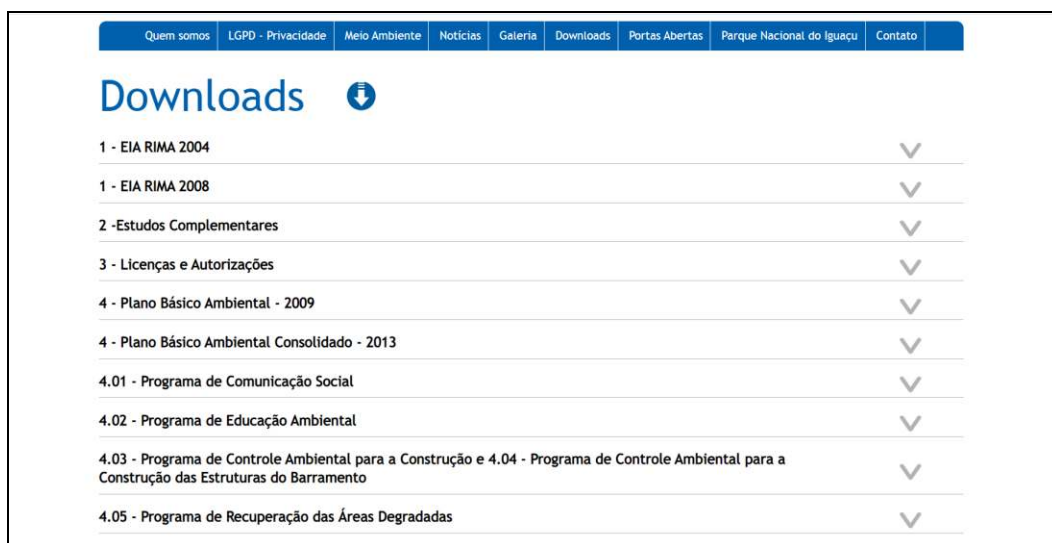 Quem somos LGPD - Privacidade Meio Ambiente Notícias Galeria Downloads Portas Abertas Parque Nacional do Iguaçu Contato
Downloads
1 - EIA RIMA 2004
1 - EIA RIMA 2008
2 -Estudos Complementares
3 - Licenças e Autorizações
4 - Plano Básico Ambiental - 2009
4 - Plano Básico Ambiental Consolidado - 2013
4.01 - Programa de Comunicação Social
4.02 - Programa de Educação Ambiental
4.03 - Programa de Controle Ambiental para a Construção e 4.04 - Programa de Controle Ambiental para a
Construção das Estruturas do Barramento
4.05 - Programa de Recuperação das Áreas Degradadas